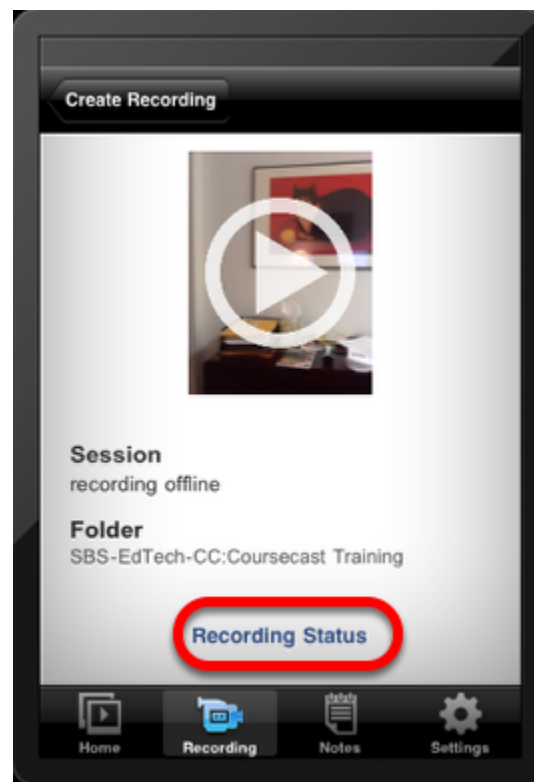 Create Recording
Session
recording offline
Folder
SBS-EdTech-CC:Coursecast Training
Recording Status
Home
Recording
Notes
Settings